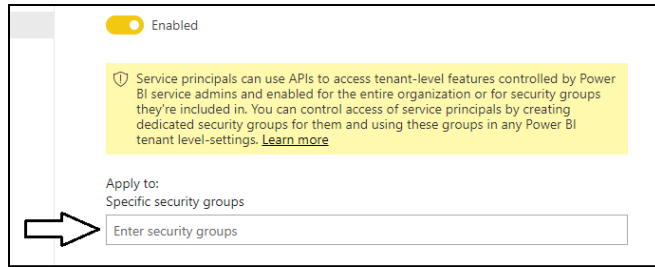 Enabled
Service principals can use APIs to access tenant-level features controlled by Power
BI service admins and enabled for the entire organization or for security groups
they're included in. You can control access of service principals by creating
dedicated security groups for them and using these groups in any Power BI
tenant level-settings. Learn more
Apply to:
Specific security groups
Enter security groups